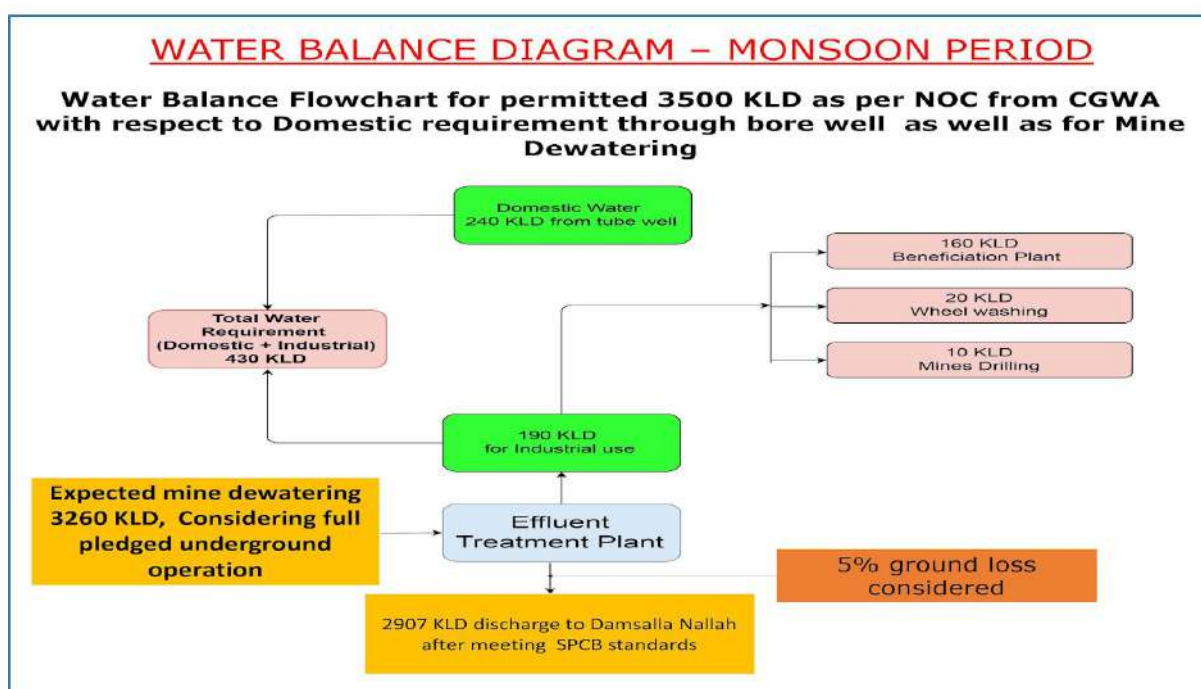 WATER BALANCE DIAGRAM – MONSOON PERIOD
Water Balance Flowchart for permitted 3500 KLD as per NOC from CGWA
with respect to Domestic requirement through bore well as well as for Mine
Dewatering
Domestic Water
240 KLD from tube well
160 KLD
Beneficiation Plant
20 KLD
Wheel washing
10 KLD
Mines Drilling
Total Water
Requirement
(Domestic + Industrial)
430 KLD
190 KLD
for Industrial use
Expected mine dewatering
3260 KLD, Considering full
pledged underground
operation
Effluent
Treatment Plant
5% ground loss
considered
2907 KLD discharge to Damsalla Nallah
after meeting SPCB standards